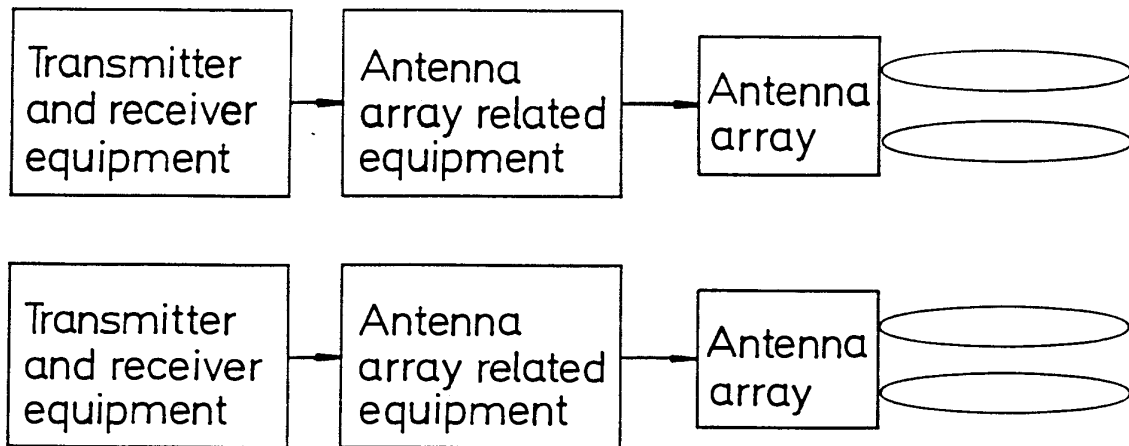 Transmitter
and receiver
equipment
Antenna
array related
equipment
Antenna
array
Transmitter
and receiver
equipment
Antenna
array related
equipment
Antenna
array